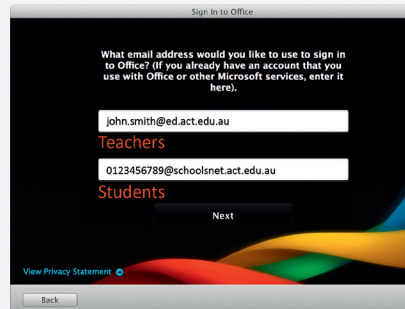 Sign In to Office
What email address would you like to use to sign in
to Office? (If you already have an account that you
use with Office or other Microsoft services, enter it
here).
john.smith@ed.act.edu.au
Teachers
0123456789@schoolsnet.act.edu.au
Students
Next
View Privacy Statement
Back